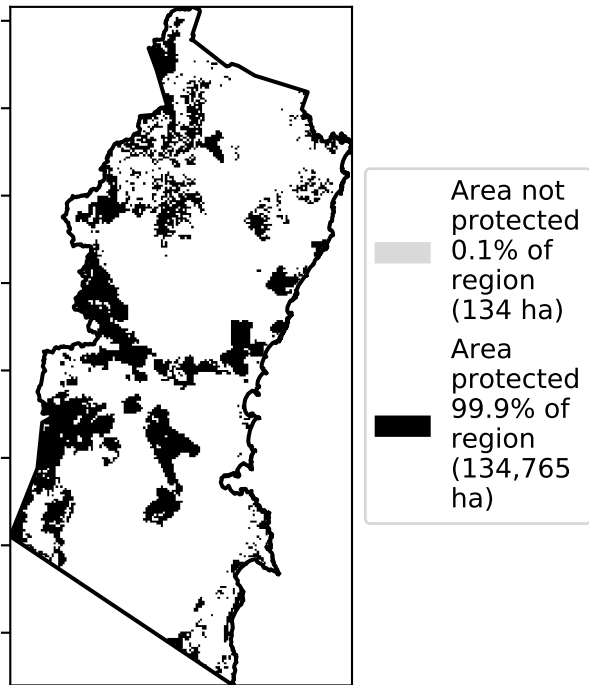 Area not
protected
0.1% of
region
(134 ha)
Area
protected
99.9% of
region
(134,765
ha)